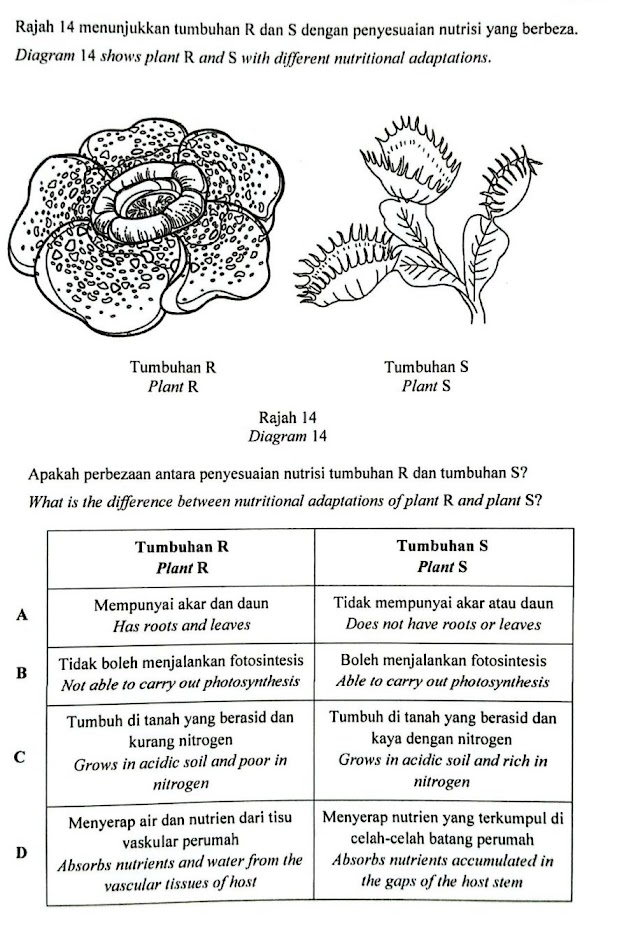 Rajah 14 menunjukkan tumbuhan R dan S dengan penyesuaian nutrisi yang berbeza.
Diagram 14 shows plant R and S with different nutritional adaptations.
Tumbuhan R
Plant R
Tumbuhan S
Plant S
Rajah 14
Diagram 14
Apakah perbezaan antara penyesuaian nutrisi tumbuhan R dan tumbuhan S?
What is the difference between nutritional adaptations of plant R and plant S?
Tumbuhan R
Plant R
Tumbuhan S
Plant S
A
Mempunyai akar dan daun
Has roots and leaves
Tidak mempunyai akar atau daun
Does not have roots or leaves
B
Tidak boleh menjalankan fotosintesis
Not able to carry out photosynthesis
Boleh menjalankan fotosintesis
Able to carry out photosynthesis
C
Tumbuh di tanah yang berasid dan
kurang nitrogen
Grows in acidic soil and poor in
nitrogen
Tumbuh di tanah yang berasid dan
kaya dengan nitrogen
Grows in acidic soil and rich in
nitrogen
D
Menyerap air dan nutrien dari tisu
vaskular perumah
Absorbs nutrients and water from the
vascular tissues of host
Menyerap nutrien yang terkumpul di
celah-celah batang perumah
Absorbs nutrients accumulated in
the gaps of the host stem